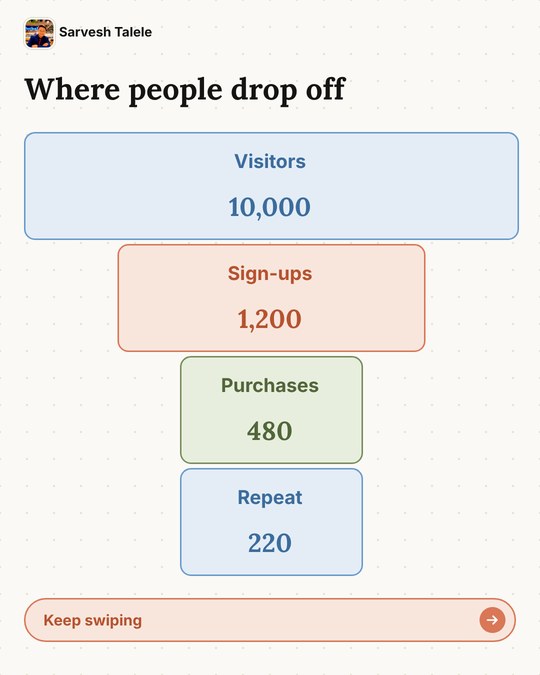 Sarvesh Talele
Where people drop off
Visitors
10,000
Sign-ups
1,200
Purchases
480
Repeat
220
Keep swiping